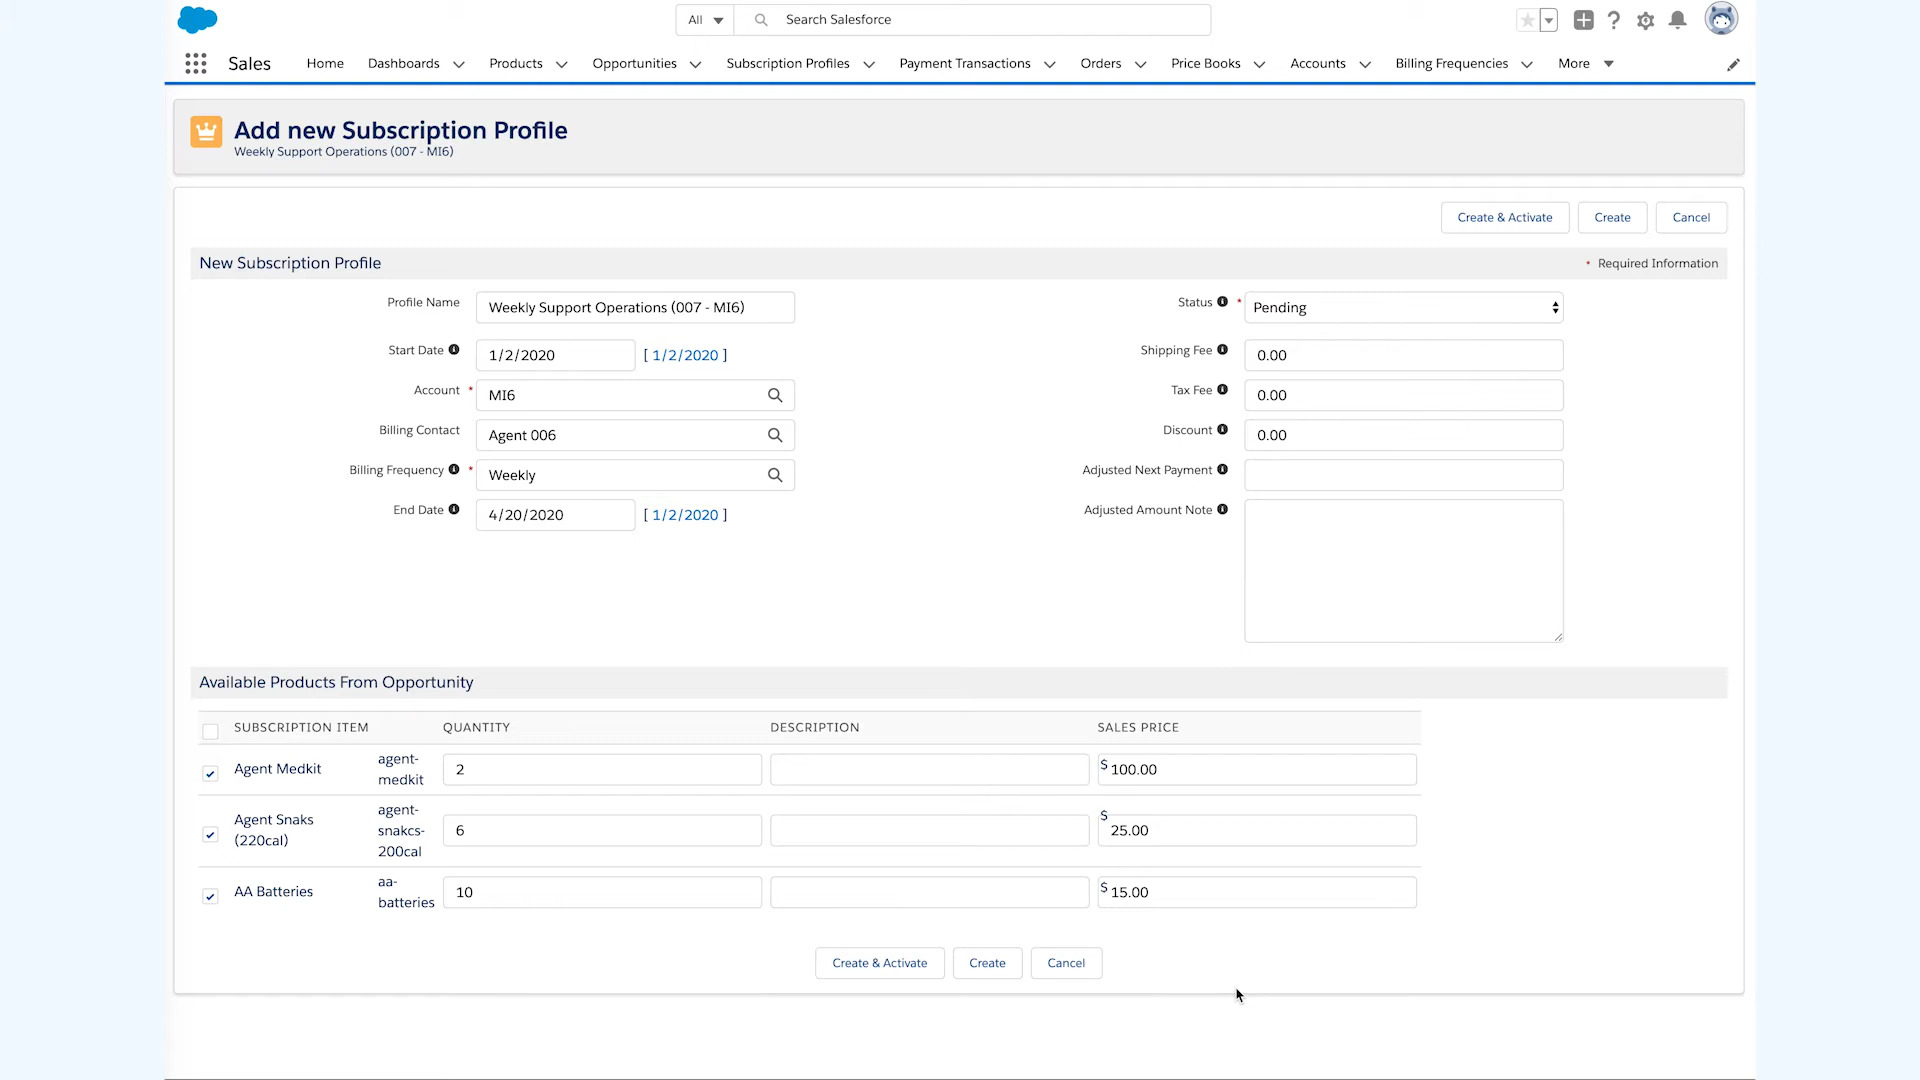 All
Search Salesforce
Sales
Home
Dashboards
Products
Opportunities
Subscription Profiles
Payment Transactions
Orders
Price Books
Accounts
Billing Frequencies
More
Add new Subscription Profile
Weekly Support Operations (007 - MI6)
Create & Activate
Create
Cancel
New Subscription Profile
* Required Information
Profile Name
Weekly Support Operations (007 - MI6)
Status
* Pending
Start Date
1/2/2020
[ 1/2/2020 ]
Shipping Fee
0.00
Account
* MI6
Tax Fee
0.00
Billing Contact
Agent 006
Discount
0.00
Billing Frequency
* Weekly
Adjusted Next Payment
End Date
4/20/2020
[ 1/2/2020 ]
Adjusted Amount Note
Available Products From Opportunity
SUBSCRIPTION ITEM
QUANTITY
DESCRIPTION
SALES PRICE
Agent Medkit
agent-
medkit
2
$ 100.00
Agent Snaks
(220cal)
agent-
snakcs-
200cal
6
$
25.00
AA Batteries
aa-
batteries
10
$ 15.00
Create & Activate
Create
Cancel